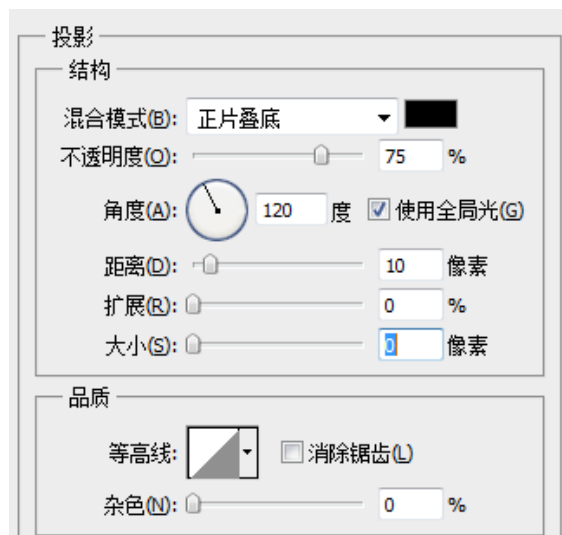 投影
结构
混合模式(B): 正片叠底
不透明度(O): 75 %
角度(A): 120 度 使用全局光(G)
距离(D): 10 像素
扩展(R): 0 %
大小(S): 0 像素
品质
等高线: 消除锯齿(L)
杂色(N): 0 %